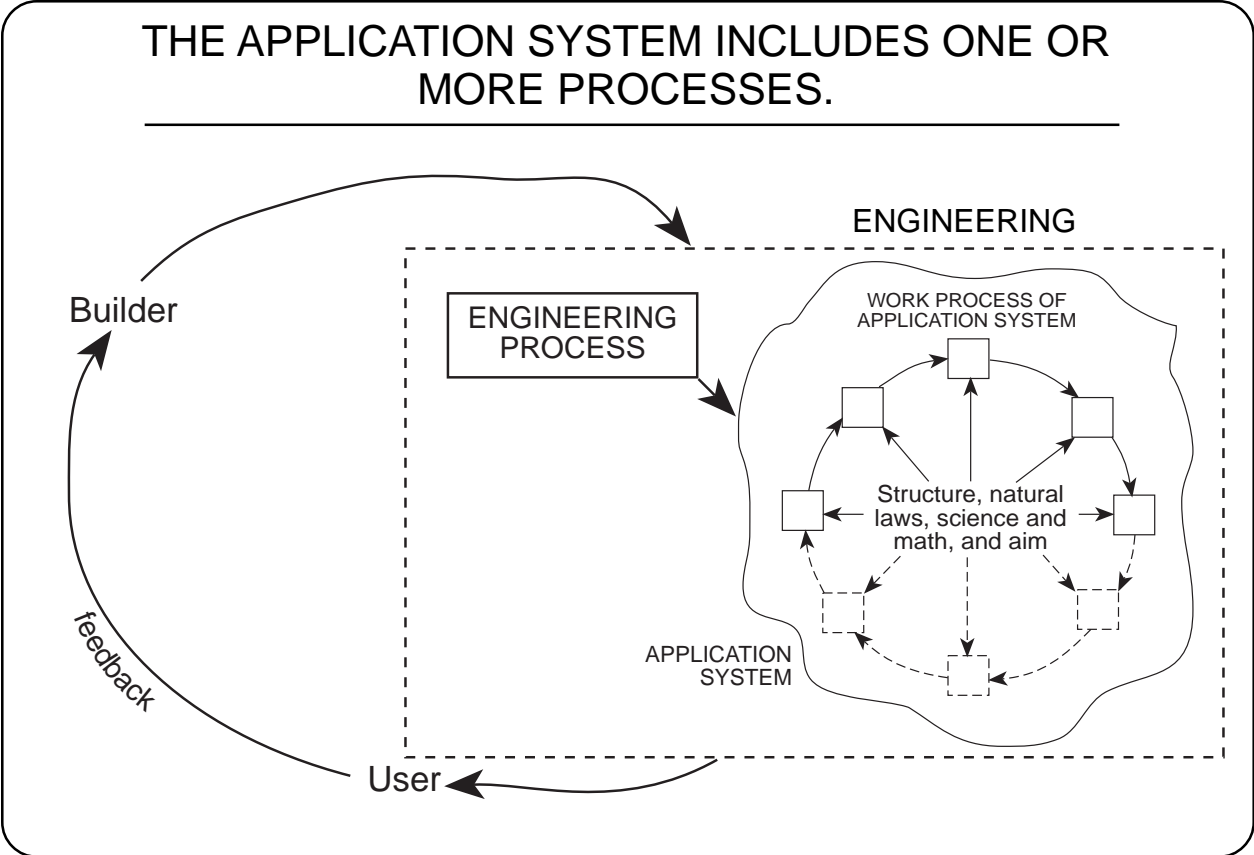 THE APPLICATION SYSTEM INCLUDES ONE OR
MORE PROCESSES.
ENGINEERING
Builder
ENGINEERING
PROCESS
WORK PROCESS OF
APPLICATION SYSTEM
Structure, natural
laws, science and
math, and aim
feedback
APPLICATION
SYSTEM
User